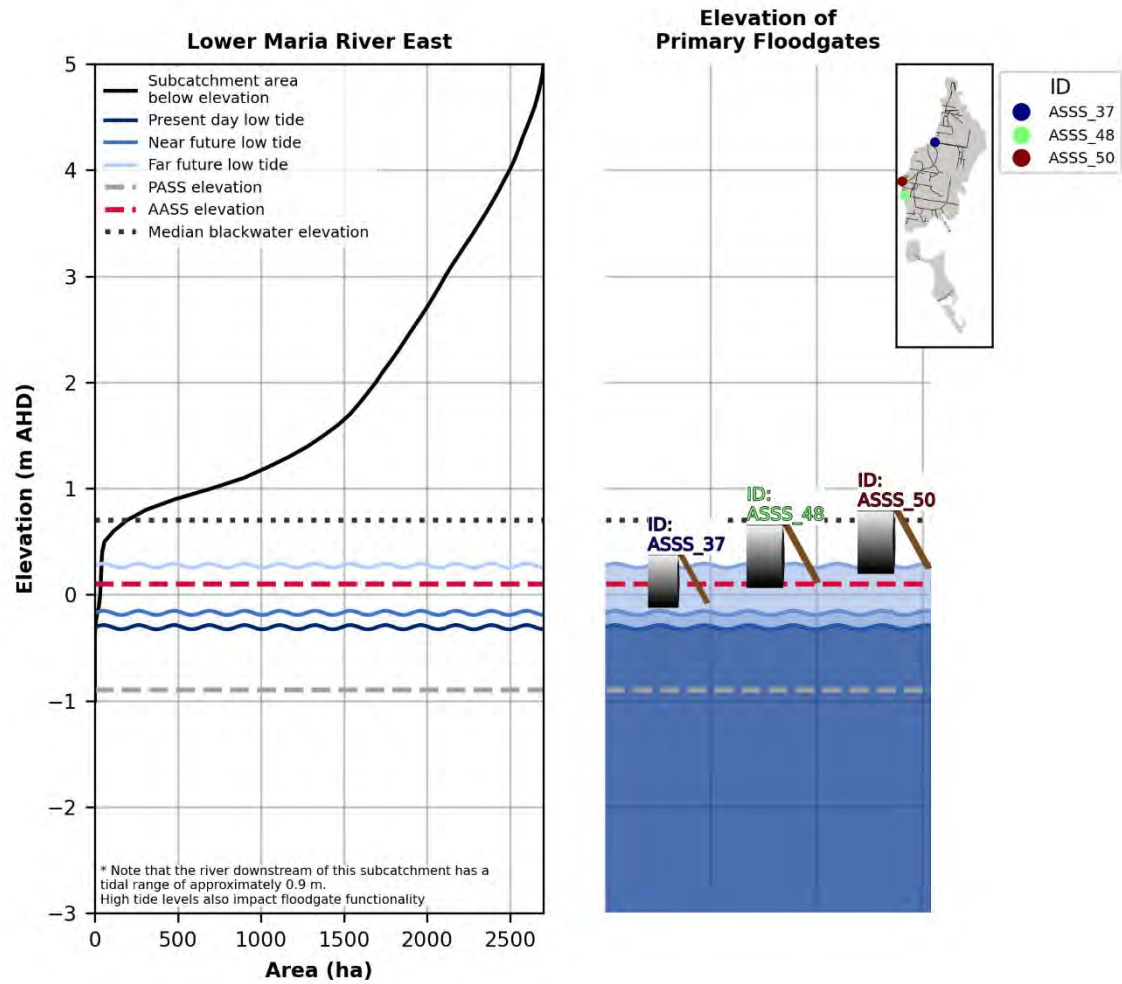 Lower Maria River East
Elevation of
Primary Floodgates
Subcatchment area
below elevation
Present day low tide
Near future low tide
Far future low tide
PASS elevation
AASS elevation
Median blackwater elevation
ID
ASSS_37
ASSS_48
ASSS_50
5
4
3
2
1
0
−1
−2
−3
Elevation (m AHD)
ID:
ASSS_37
ID:
ASSS_48
ID:
ASSS_50
* Note that the river downstream of this subcatchment has a
tidal range of approximately 0.9 m.
High tide levels also impact floodgate functionality
0 500 1000 1500 2000 2500
Area (ha)